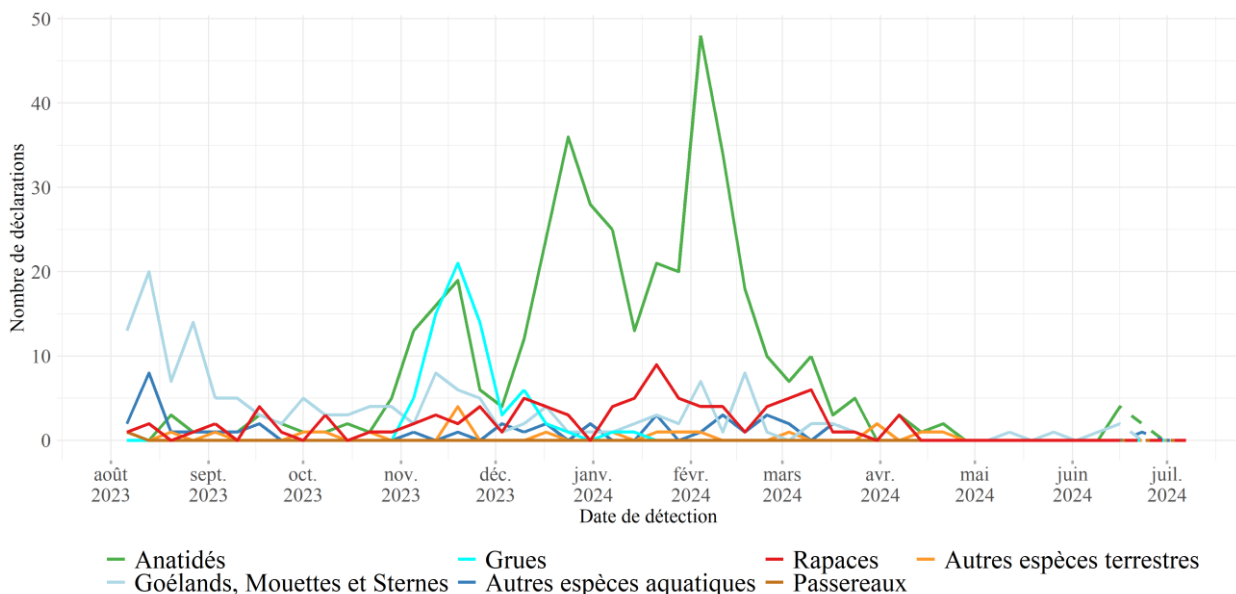 50
40
30
20
10
0
Nombre de déclarations
août sept. oct. nov. déc. janv. févr. mars avr. mai juin juil.
2023 2023 2023 2023 2023 2024 2024 2024 2024 2024 2024 2024
Date de détection
Anatidés Grues Rapaces Autres espèces terrestres
Goélands, Mouettes et Sternes Autres espèces aquatiques Passereaux